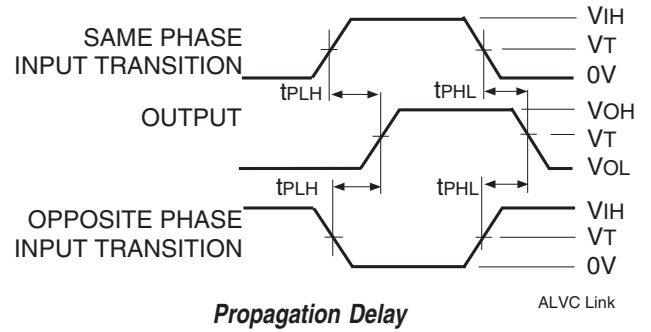 SAME PHASE
INPUT TRANSITION
VIH
VT
0V
tPLH
tPHL
OUTPUT
VOH
VT
VOL
tPLH
tPHL
OPPOSITE PHASE
INPUT TRANSITION
VIH
VT
0V
ALVC Link
Propagation Delay